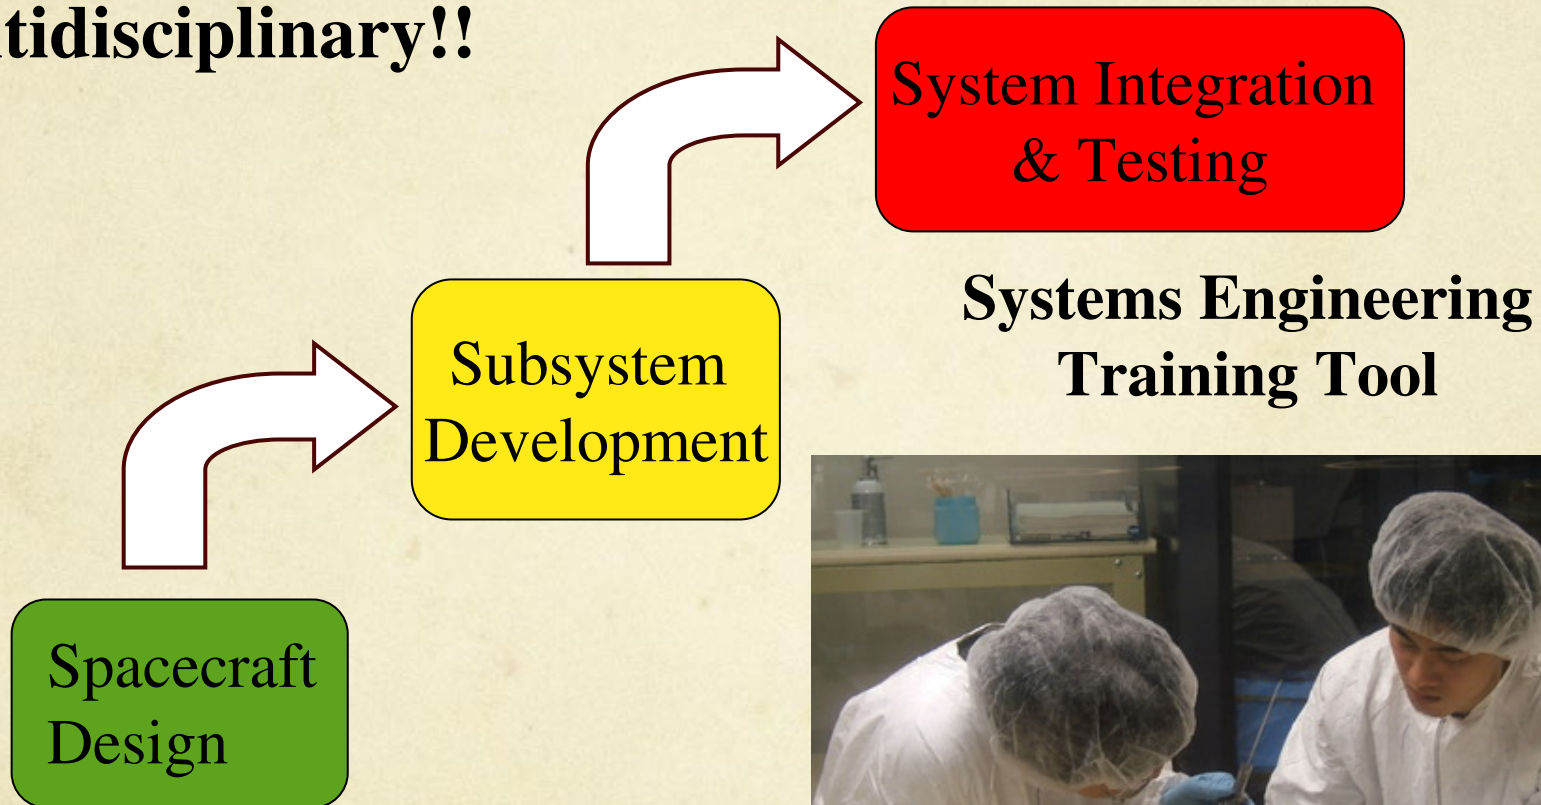 tidisciplinary!!
System Integration
& Testing
Systems Engineering
Training Tool
Subsystem
Development
Spacecraft
Design